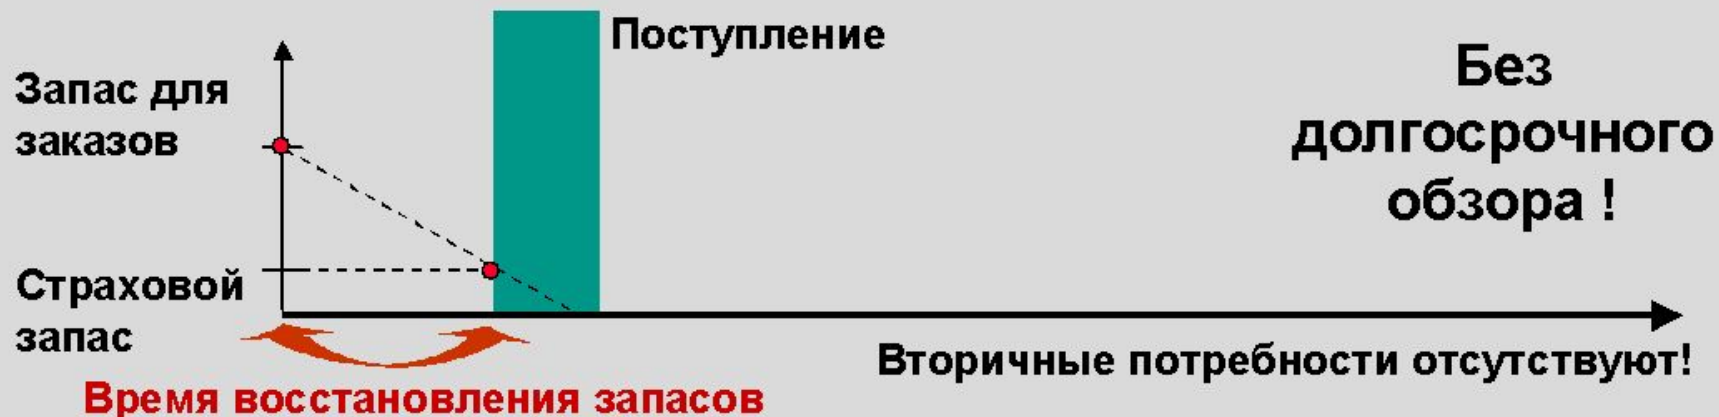 Поступление
Запас для
заказов
Без
долгосрочного
обзора !
Страховой
запас
Вторичные потребности отсутствуют!
Время восстановления запасов